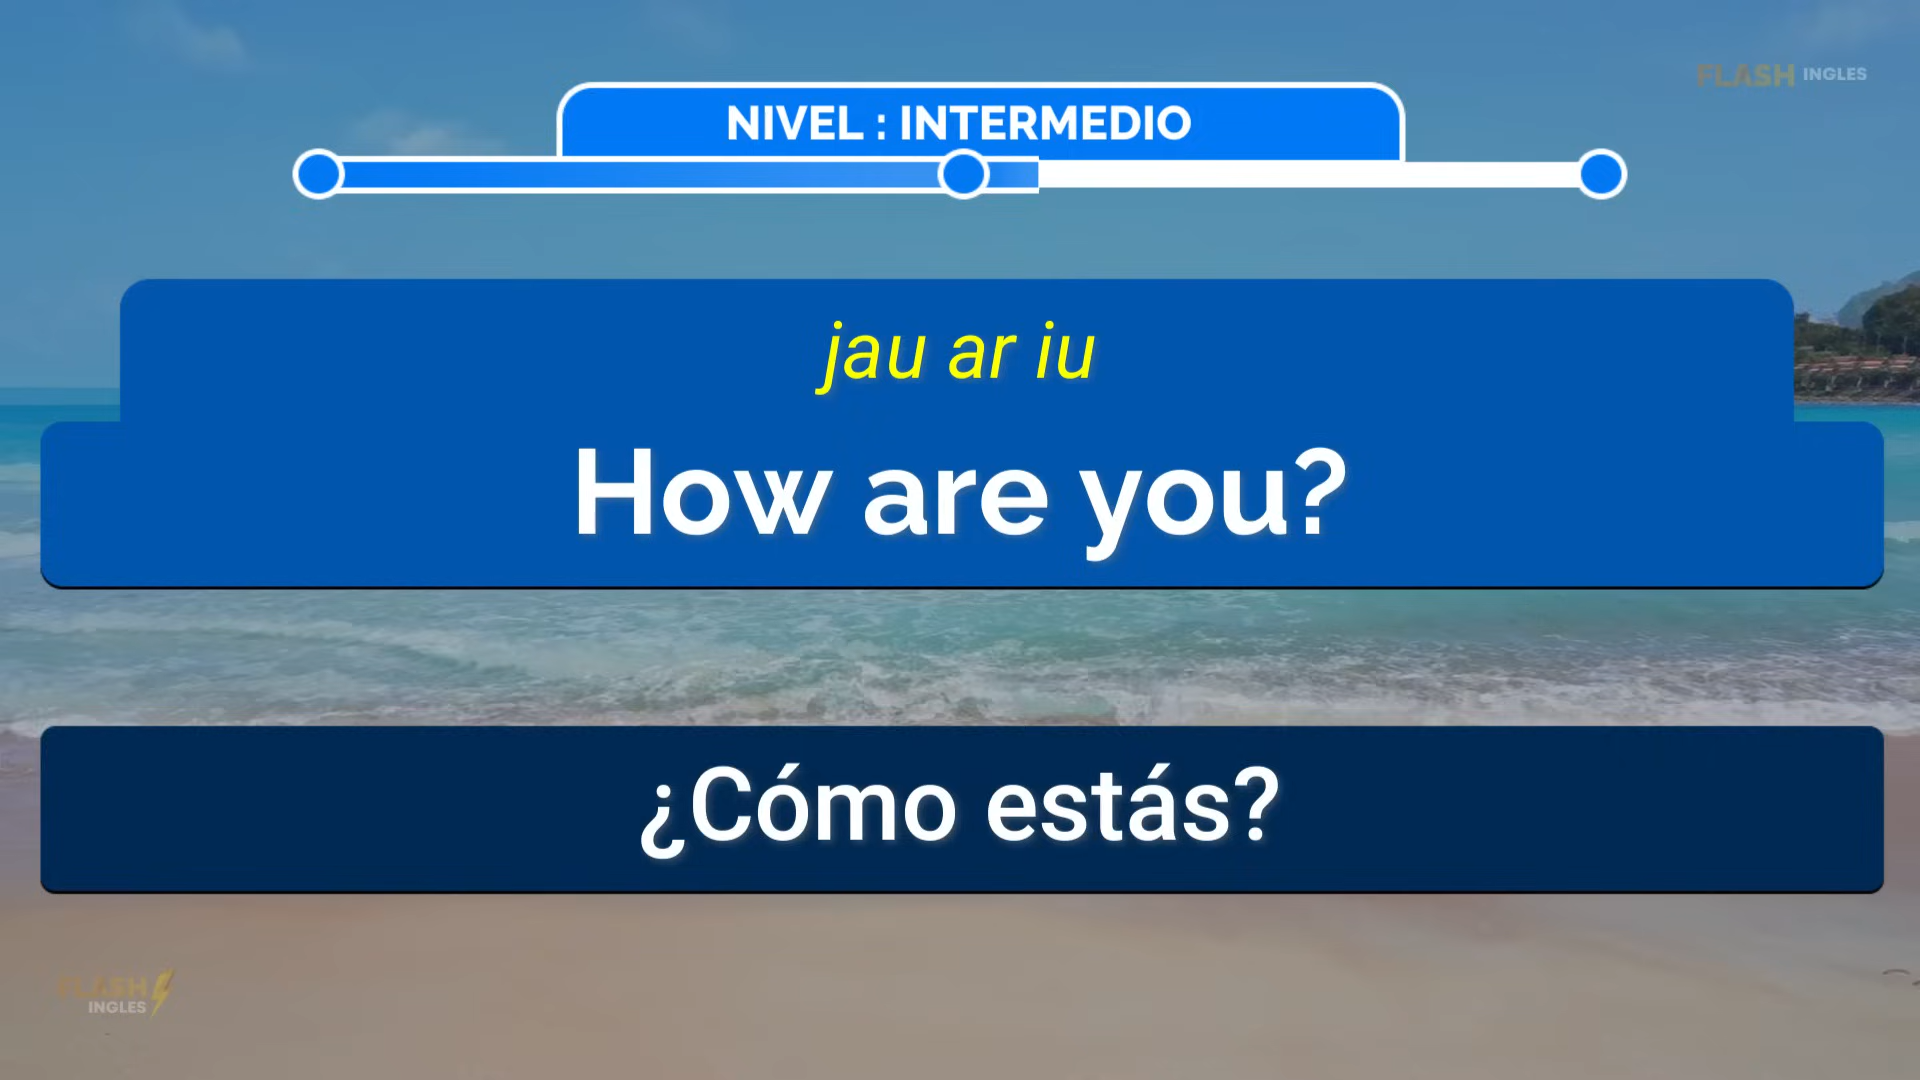 FLASH INGLES
NIVEL : INTERMEDIO
jau ar iu
How are you?
¿Cómo estás?
FLASH
INGLES